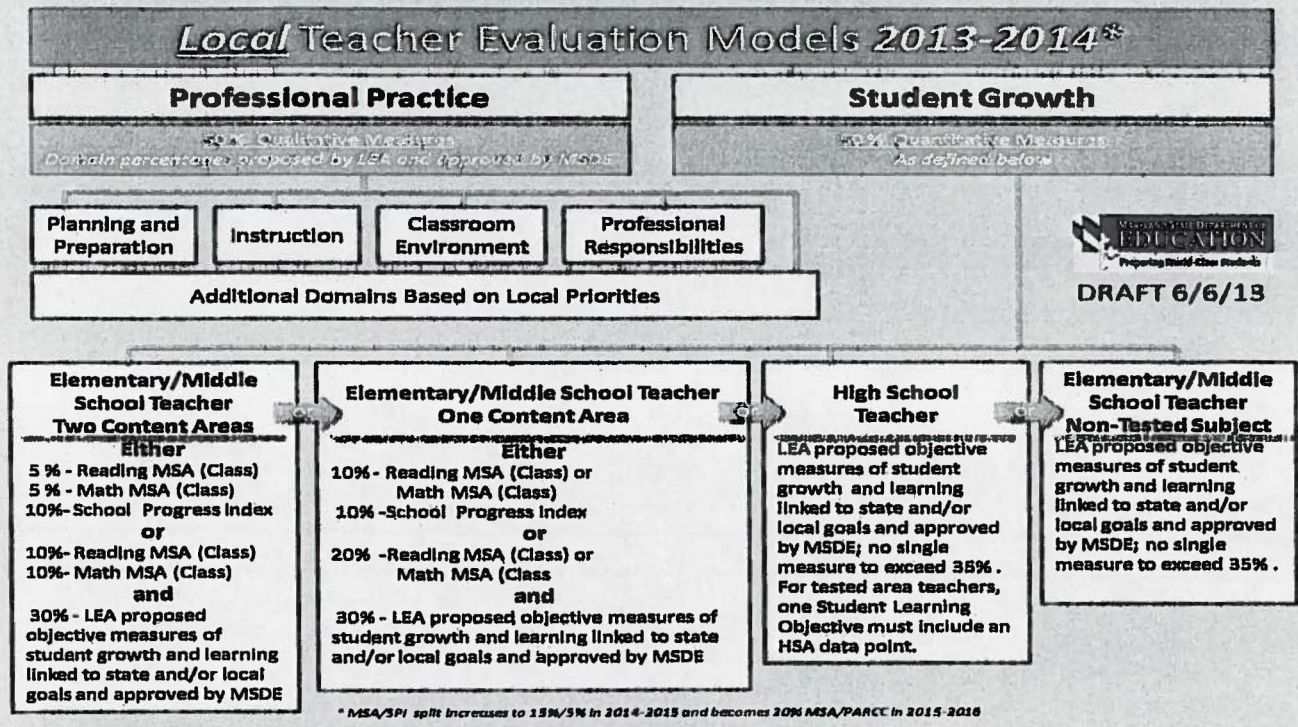 Local Teacher Evaluation Models 2013-2014*
Professional Practice
50 % Qualitative Measures
Domain percentages proposed by LEA and approved by MSDE
Student Growth
50 % Quantitative Measures
As defined below
Planning and
Preparation
Instruction
Classroom
Environment
Professional
Responsibilities
Additional Domains Based on Local Priorities
MARYLAND STATE DEPARTMENT OF
EDUCATION
Preparing World-Class Students
DRAFT 6/6/13
Elementary/Middle
School Teacher
Two Content Areas
Either
5 % - Reading MSA (Class)
5 % - Math MSA (Class)
10%-School Progress Index
or
10%- Reading MSA (Class)
10%- Math MSA (Class)
and
30% - LEA proposed
objective measures of
student growth and learning
linked to state and/or local
goals and approved by MSDE
or
Elementary/Middle School Teacher
One Content Area
Either
10% - Reading MSA (Class) or
Math MSA (Class)
10% -School Progress Index
or
20% -Reading MSA (Class) or
Math MSA (Class
and
30% - LEA proposed objective measures of
student growth and learning linked to state
and/or local goals and approved by MSDE
or
High School
Teacher
LEA proposed objective
measures of student
growth and learning
linked to state and/or
local goals and approved
by MSDE; no single
measure to exceed 35% .
For tested area teachers,
one Student Learning
Objective must include an
HSA data point.
or
Elementary/Middle
School Teacher
Non-Tested Subject
LEA proposed objective
measures of student
growth and learning
linked to state and/or
local goals and approved
by MSDE; no single
measure to exceed 35% .
* MSA/SPI split increases to 15%/5% in 2014-2015 and becomes 20% MSA/PARCC in 2015-2016